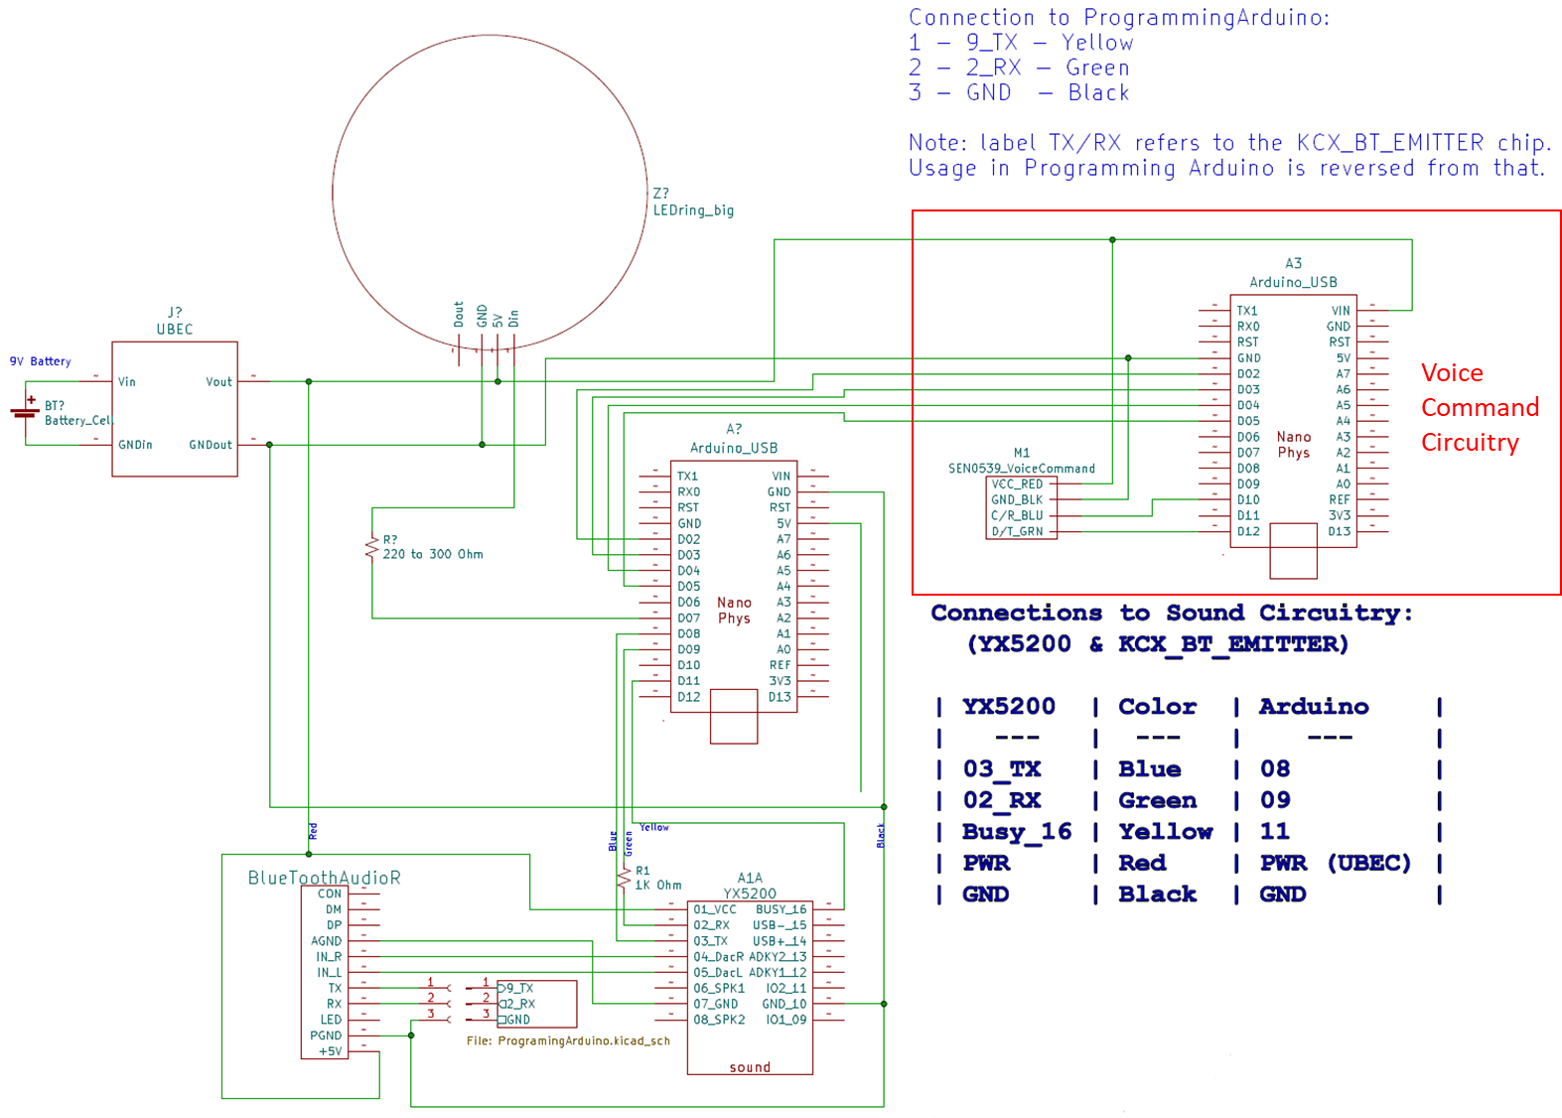 Connection to ProgrammingArduino:
1 - 9_TX - Yellow
2 - 2_RX - Green
3 - GND - Black
Note: label TX/RX refers to the KCX_BT_EMITTER chip.
Usage in Programming Arduino is reversed from that.
Z?
LEDring_big
Dout
GND
5V
Din
J?
UBEC
9V Battery
Vin
Vout
GNDin
GNDout
BT?
Battery_Cell
R?
220 to 300 Ohm
A?
Arduino_USB
TX1 VIN
RX0 GND
RST RST
GND 5V
D02 A7
D03 A6
D04 A5
D05 A4
D06 A3
D07 A2
D08 A1
D09 A0
D10 REF
D11 3V3
D12 D13
Nano
Phys
A3
Arduino_USB
TX1 VIN
RX0 GND
RST RST
GND 5V
D02 A7
D03 A6
D04 A5
D05 A4
D06 A3
D07 A2
D08 A1
D09 A0
D10 REF
D11 3V3
D12 D13
Nano
Phys
Voice
Command
Circuitry
M1
SEN0539_VoiceCommand
VCC_RED
GND_BLK
C/R_BLU
D/T_GRN
Connections to Sound Circuitry:
(YX5200 & KCX_BT_EMITTER)
| YX5200 | Color | Arduino |
| --- | --- | --- |
| 03_TX | Blue | 08 |
| 02_RX | Green | 09 |
| Busy_16 | Yellow | 11 |
| PWR | Red | PWR (UBEC) |
| GND | Black | GND |
Red
Blue
Green
Yellow
Black
R1
1K Ohm
BlueToothAudioR
CON
DM
DP
AGND
IN_R
IN_L
TX
RX
LED
PGND
+5V
1
2
3
1 9_TX
2 2_RX
3 GND
File: ProgramingArduino.kicad_sch
A1A
YX5200
01_VCC BUSY_16
02_RX USB-_15
03_TX USB+_14
04_DacR ADKY2_13
05_DacL ADKY1_12
06_SPK1 IO2_11
07_GND GND_10
08_SPK2 IO1_09
sound